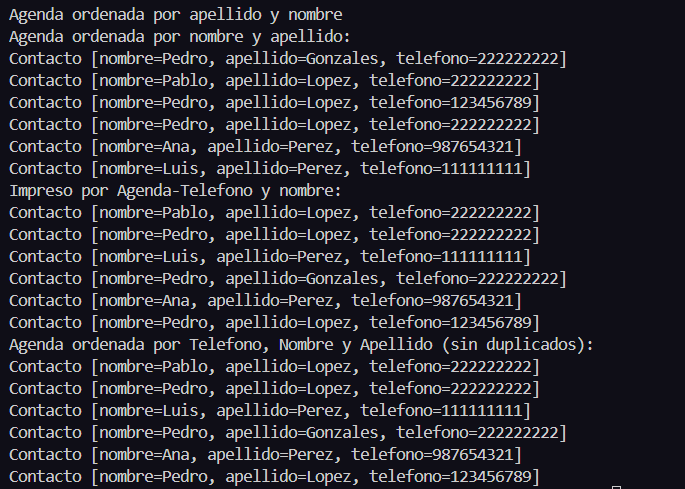 Agenda ordenada por apellido y nombre
Agenda ordenada por nombre y apellido:
Contacto [nombre=Pedro, apellido=Gonzales, telefono=222222222]
Contacto [nombre=Pablo, apellido=Lopez, telefono=222222222]
Contacto [nombre=Pedro, apellido=Lopez, telefono=123456789]
Contacto [nombre=Pedro, apellido=Lopez, telefono=222222222]
Contacto [nombre=Ana, apellido=Perez, telefono=987654321]
Contacto [nombre=Luis, apellido=Perez, telefono=111111111]
Impreso por Agenda-Telefono y nombre:
Contacto [nombre=Pablo, apellido=Lopez, telefono=222222222]
Contacto [nombre=Pedro, apellido=Lopez, telefono=222222222]
Contacto [nombre=Luis, apellido=Perez, telefono=111111111]
Contacto [nombre=Pedro, apellido=Gonzales, telefono=222222222]
Contacto [nombre=Ana, apellido=Perez, telefono=987654321]
Contacto [nombre=Pedro, apellido=Lopez, telefono=123456789]
Agenda ordenada por Telefono, Nombre y Apellido (sin duplicados):
Contacto [nombre=Pablo, apellido=Lopez, telefono=222222222]
Contacto [nombre=Pedro, apellido=Lopez, telefono=222222222]
Contacto [nombre=Luis, apellido=Perez, telefono=111111111]
Contacto [nombre=Pedro, apellido=Gonzales, telefono=222222222]
Contacto [nombre=Ana, apellido=Perez, telefono=987654321]
Contacto [nombre=Pedro, apellido=Lopez, telefono=123456789]